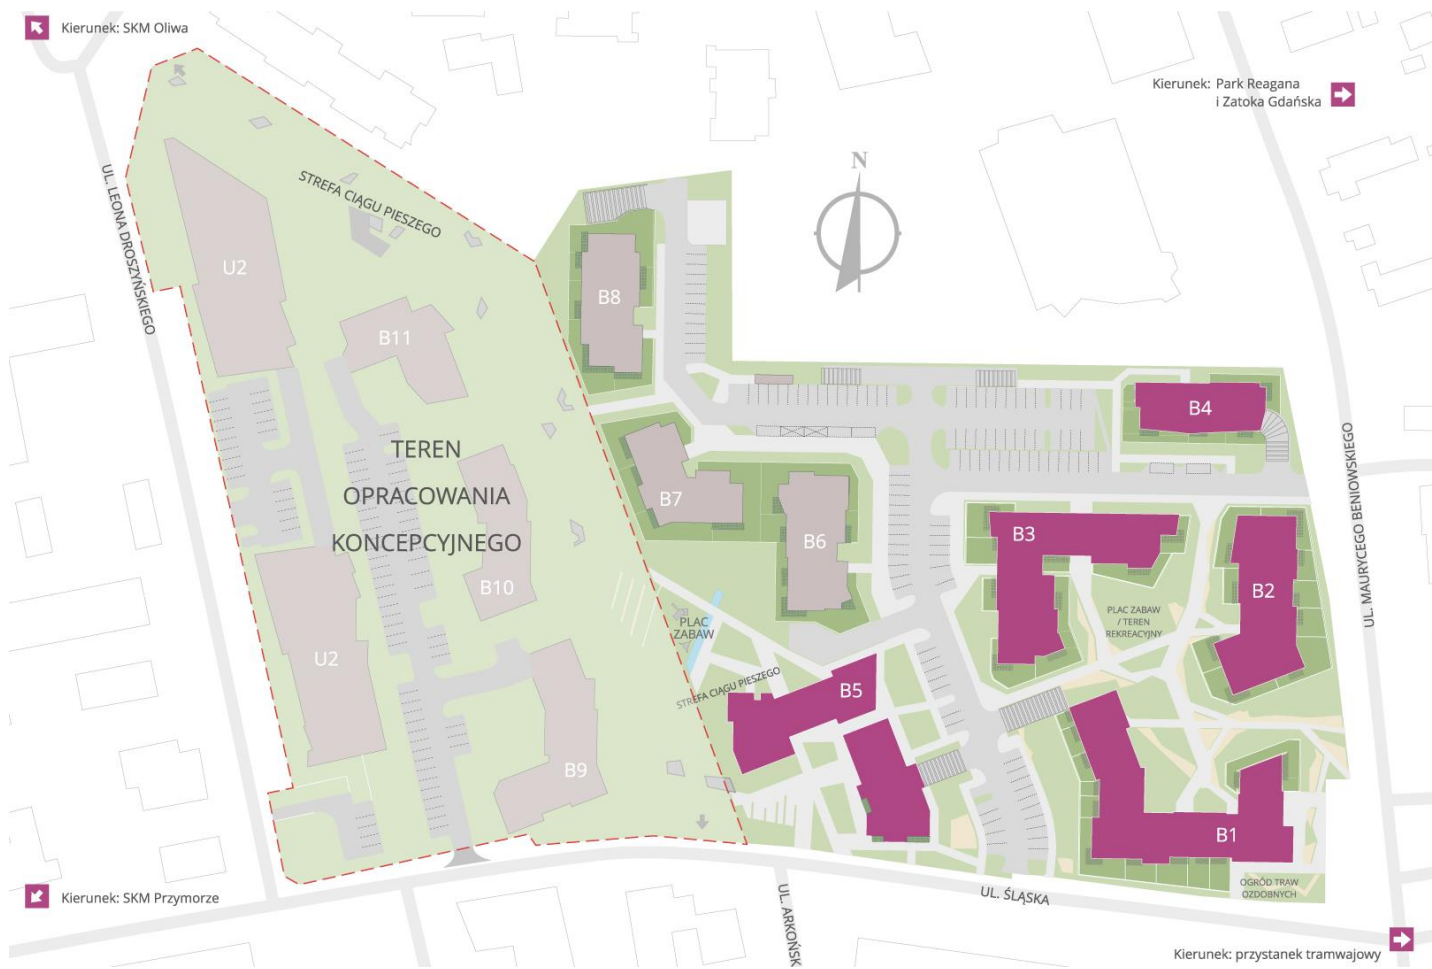 Kierunek: SKM Oliwa
Kierunek: Park Reagana
i Zatoka Gdańska
N
UL. LEONA DROSZYŃSKIEGO
STREFA CIĄGU PIESZEGO
U2
B11
B8
B4
TEREN
OPRACOWANIA
KONCEPCYJNEGO
B7
B6
B3
B2
UL. MAURYCEGO BENIOWSKIEGO
B10
PLAC
ZABAW
PLAC ZABAW
/ TEREN
REKREACYJNY
U2
STREFA CIĄGU PIESZEGO
B5
B9
B1
OGRÓD TRAW
OZDOBNYCH
UL. ŚLĄSKA
UL. ARKOŃSK
Kierunek: SKM Przymorze
Kierunek: przystanek tramwajowy